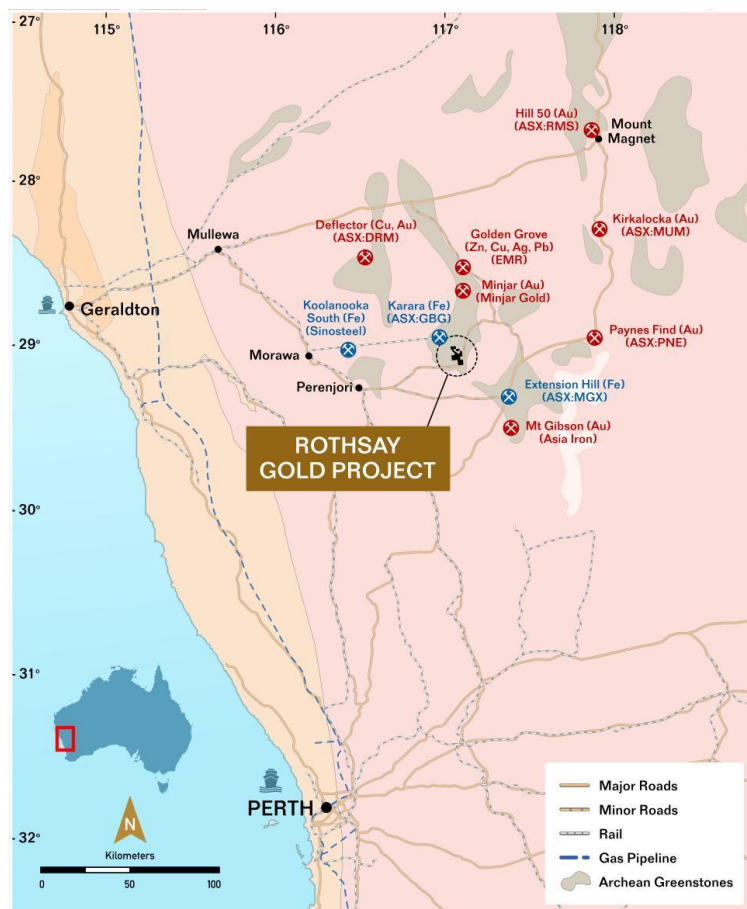 115°
116°
117°
118°
-27°
-28°
-29°
-30°
-31°
-32°
Hill 50 (Au)
(ASX:RMS)
Mount
Magnet
Kirkalocka (Au)
(ASX:MUM)
Deflector (Cu, Au)
(ASX:DRM)
Golden Grove
(Zn, Cu, Ag, Pb)
(EMR)
Mullewa
Minjar (Au)
(Minjar Gold)
Geraldton
Koolanooka
South (Fe)
(Sinosteel)
Karara (Fe)
(ASX:GBG)
Paynes Find (Au)
(ASX:PNE)
Morawa
Perenjori
Extension Hill (Fe)
(ASX:MGX)
Mt Gibson (Au)
(Asia Iron)
ROTHSAY
GOLD PROJECT
PERTH
N
Kilometers
0 50 100
Major Roads
Minor Roads
Rail
Gas Pipeline
Archean Greenstones